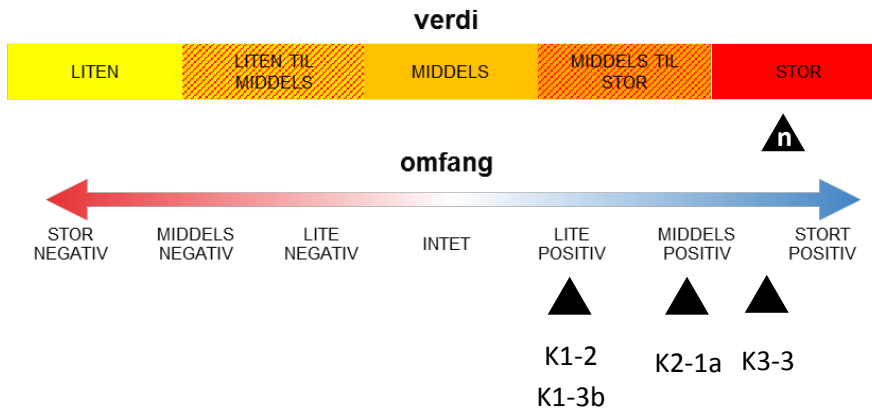 verdi
LITEN
LITEN TIL
MIDDELS
MIDDELS
MIDDELS TIL
STOR
STOR
n
omfang
STOR
NEGATIV
MIDDELS
NEGATIV
LITE
NEGATIV
INTET
LITE
POSITIV
MIDDELS
POSITIV
STORT
POSITIV
K1-2
K1-3b
K2-1a
K3-3